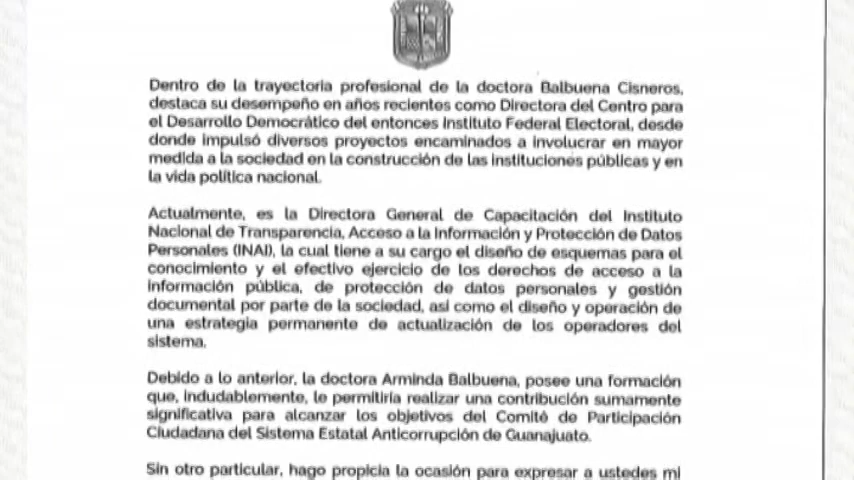 Dentro de la trayectoria profesional de la doctora Balbuena Cisneros,
destaca su desempeño en años recientes como Directora del Centro para
el Desarrollo Democrático del entonces Instituto Federal Electoral, desde
donde impulsó diversos proyectos encaminados a involucrar en mayor
medida a la sociedad en la construcción de las instituciones públicas y en
la vida política nacional.
Actualmente, es la Directora General de Capacitación del Instituto
Nacional de Transparencia, Acceso a la Información y Protección de Datos
Personales (INAI), la cual tiene a su cargo el diseño de esquemas para el
conocimiento y el efectivo ejercicio de los derechos de acceso a la
información pública, de protección de datos personales y gestión
documental por parte de la sociedad, así como el diseño y operación de
una estrategia permanente de actualización de los operadores del
sistema.
Debido a lo anterior, la doctora Arminda Balbuena, posee una formación
que, indudablemente, le permitiría realizar una contribución sumamente
significativa para alcanzar los objetivos del Comité de Participación
Ciudadana del Sistema Estatal Anticorrupción de Guanajuato.
Sin otro particular, hago propicia la ocasión para expresar a ustedes mi